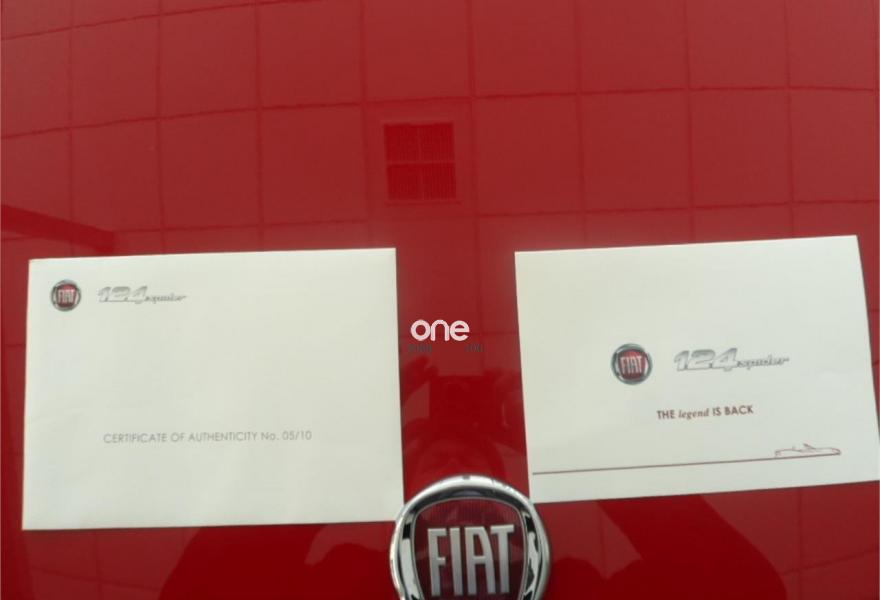 FIAT 124 spider
CERTIFICATE OF AUTHENTICITY No. 05/10
one
FIAT 124 spider
THE legend IS BACK
FIAT